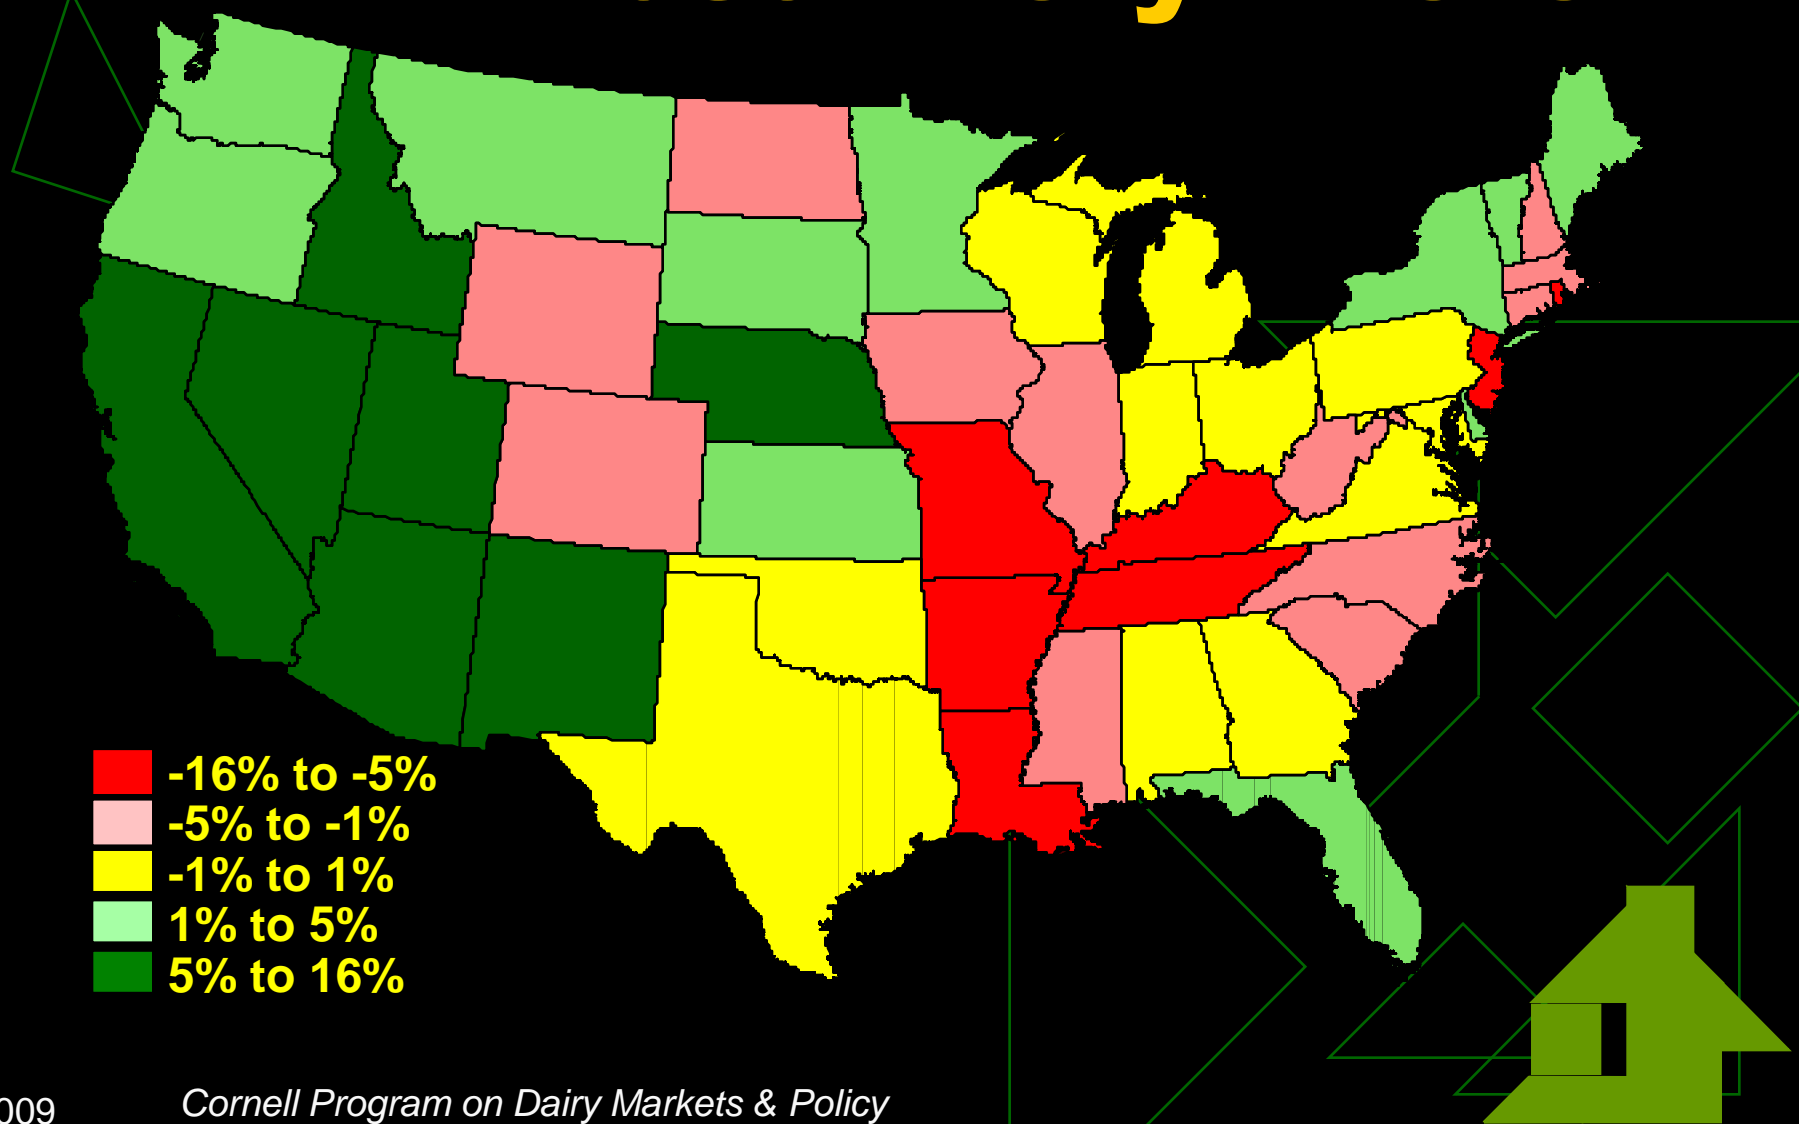 -16% to -5%
-5% to -1%
-1% to 1%
1% to 5%
5% to 16%
009 Cornell Program on Dairy Markets & Policy